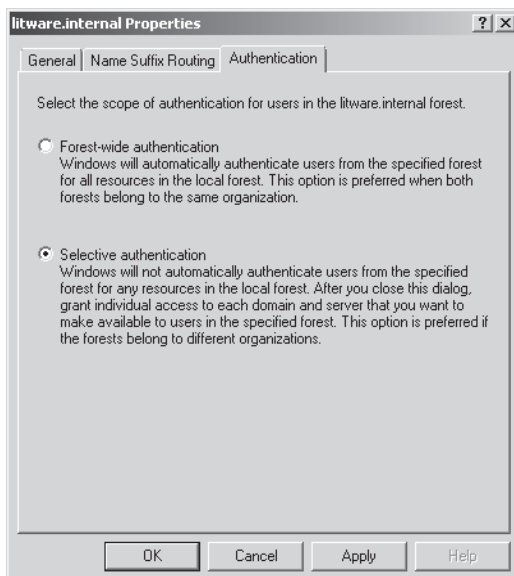 litware.internal Properties
? X
General Name Suffix Routing Authentication
Select the scope of authentication for users in the litware.internal forest.
Forest-wide authentication
Windows will automatically authenticate users from the specified forest
for all resources in the local forest. This option is preferred when both
forests belong to the same organization.
Selective authentication
Windows will not automatically authenticate users from the specified
forest for any resources in the local forest. After you close this dialog,
grant individual access to each domain and server that you want to
make available to users in the specified forest. This option is preferred if
the forests belong to different organizations.
OK Cancel Apply Help